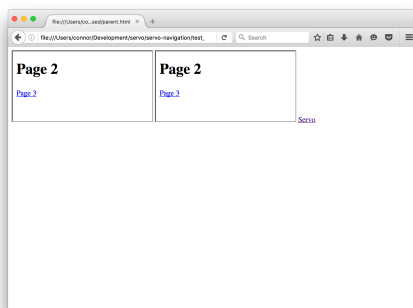 file:///Users/co...sed/parent.html
file:///Users/connor/Development/servo/servo-navigation/test_
Search
Page 2
Page 3
Page 2
Page 3
Servo